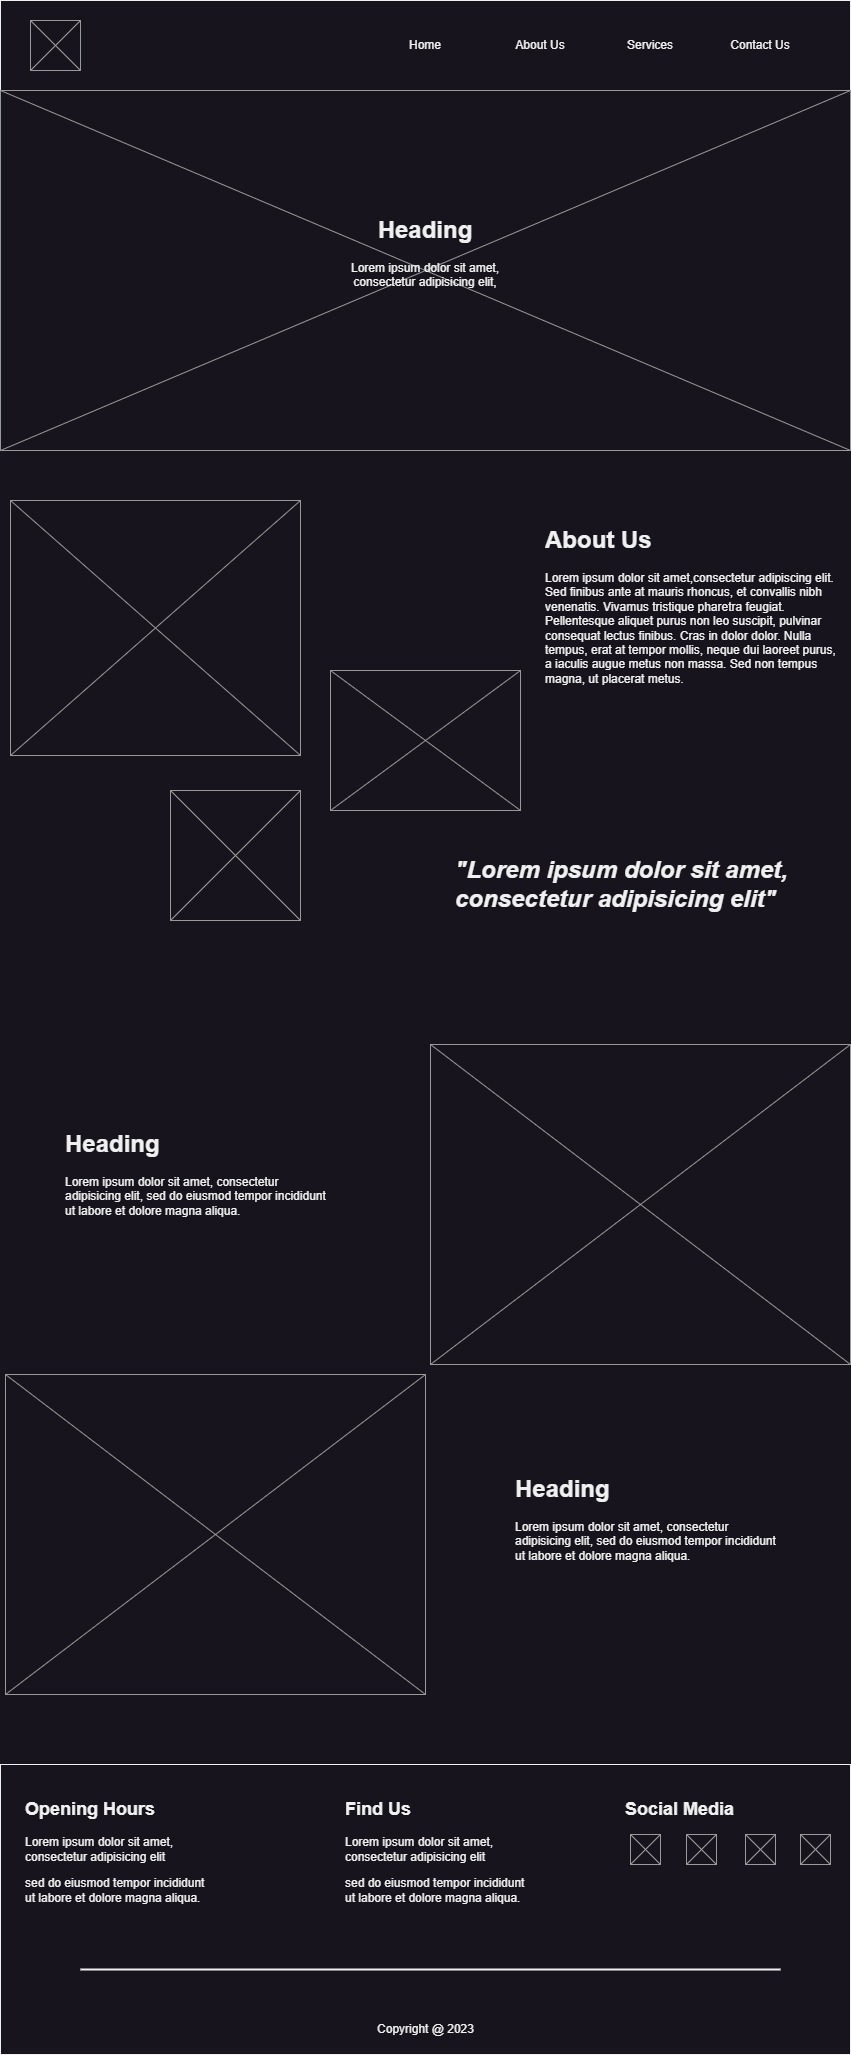 Home About Us Services Contact Us
Heading
Lorem ipsum dolor sit amet,
consectetur adipisicing elit,
About Us
Lorem ipsum dolor sit amet,consectetur adipiscing elit.
Sed finibus ante at mauris rhoncus, et convallis nibh
venenatis. Vivamus tristique pharetra feugiat.
Pellentesque aliquet purus non leo suscipit, pulvinar
consequat lectus finibus. Cras in dolor dolor. Nulla
tempus, erat at tempor mollis, neque dui laoreet purus,
a iaculis augue metus non massa. Sed non tempus
magna, ut placerat metus.
"Lorem ipsum dolor sit amet,
consectetur adipisicing elit"
Heading
Lorem ipsum dolor sit amet, consectetur
adipisicing elit, sed do eiusmod tempor incididunt
ut labore et dolore magna aliqua.
Heading
Lorem ipsum dolor sit amet, consectetur
adipisicing elit, sed do eiusmod tempor incididunt
ut labore et dolore magna aliqua.
Opening Hours
Lorem ipsum dolor sit amet,
consectetur adipisicing elit
sed do eiusmod tempor incididunt
ut labore et dolore magna aliqua.
Find Us
Lorem ipsum dolor sit amet,
consectetur adipisicing elit
sed do eiusmod tempor incididunt
ut labore et dolore magna aliqua.
Social Media
Copyright @ 2023